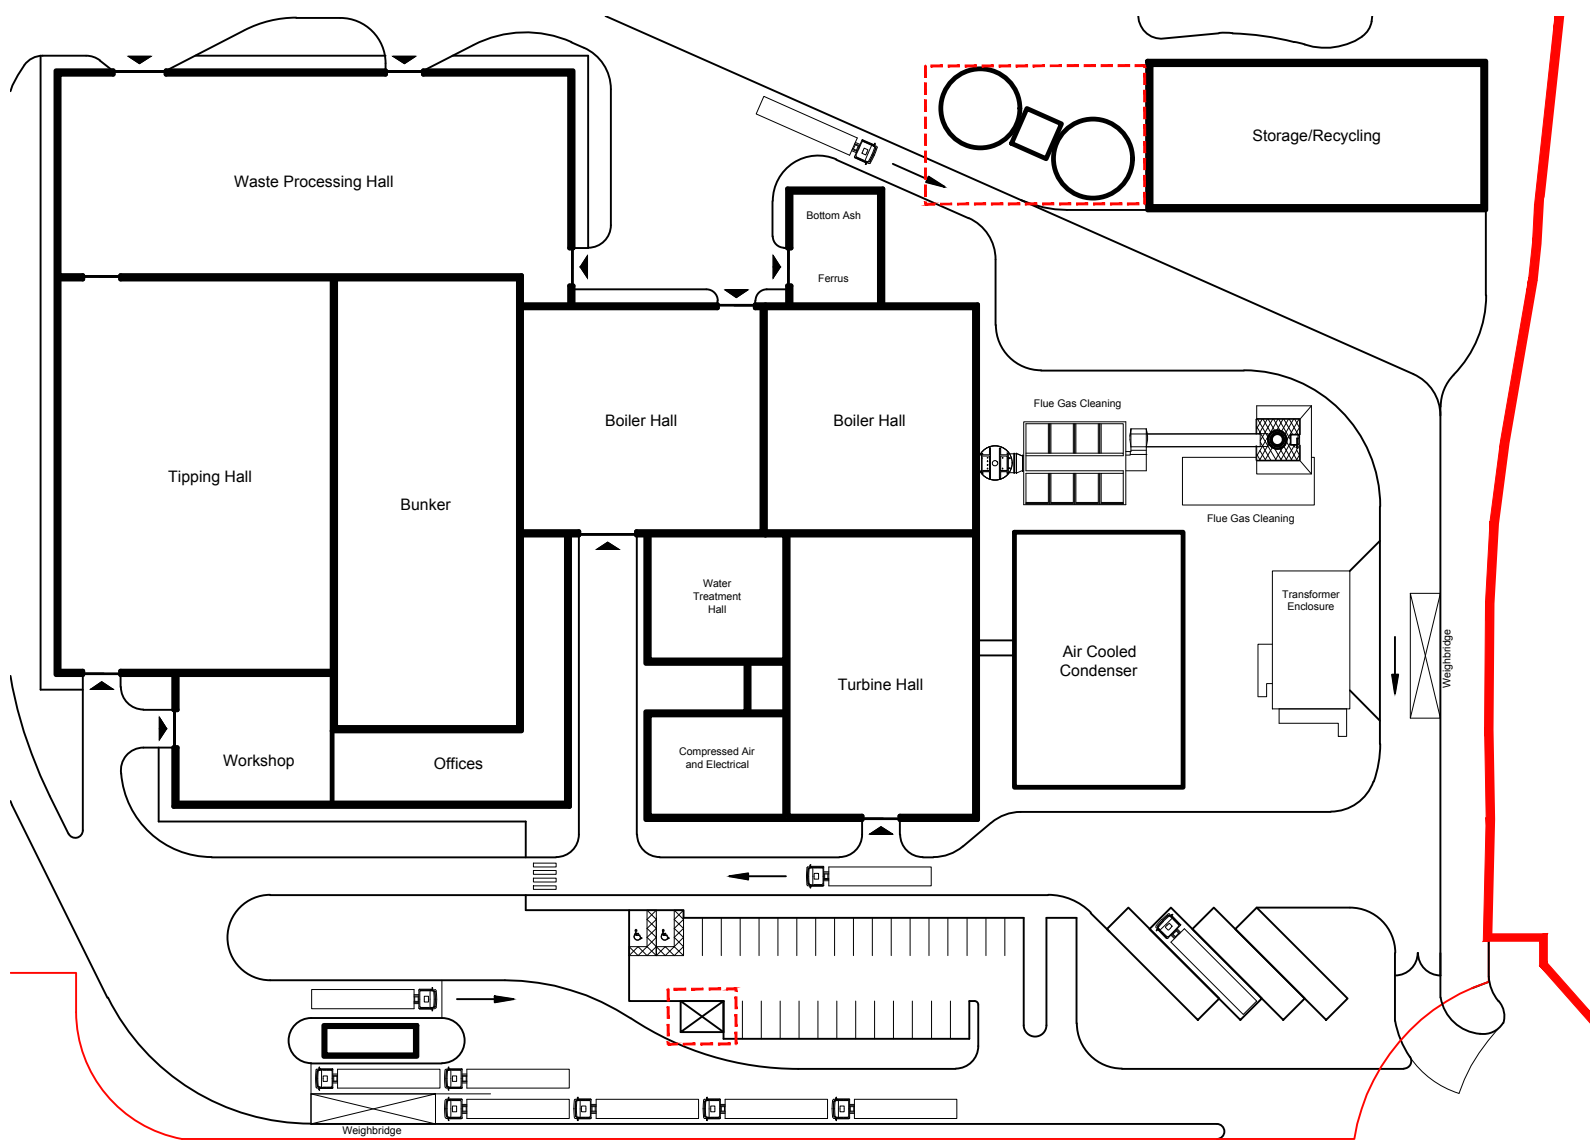 Storage/Recycling
Waste Processing Hall
Bottom Ash
Ferrus
Flue Gas Cleaning
Boiler Hall
Boiler Hall
Tipping Hall
Bunker
Flue Gas Cleaning
Water
Treatment
Hall
Transformer
Enclosure
Air Cooled
Condenser
Weighbridge
Turbine Hall
Compressed Air
and Electrical
Workshop
Offices
Weighbridge